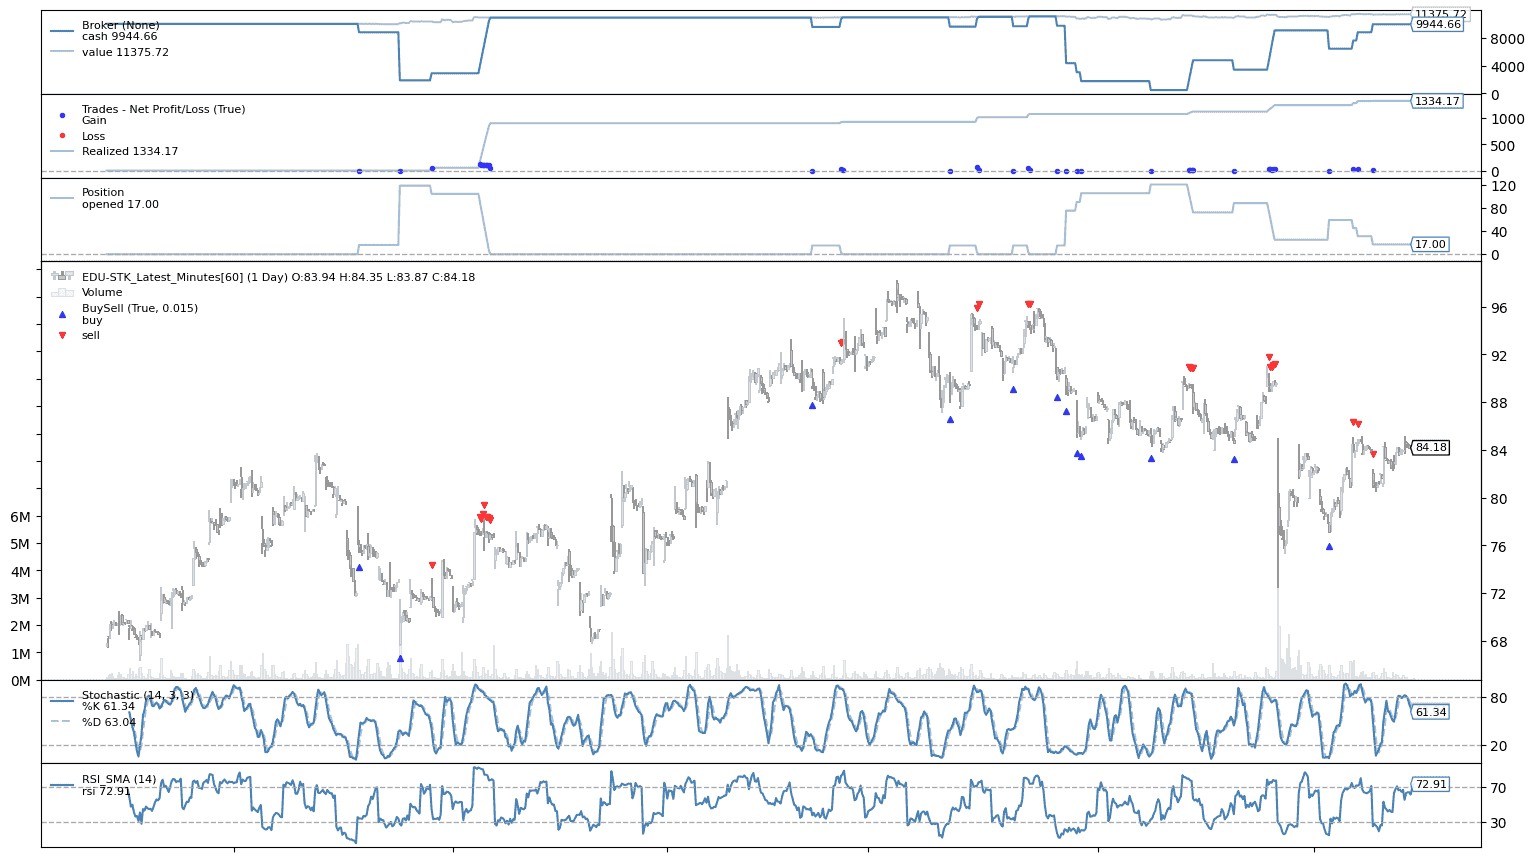 Broker (None)
cash 9944.66
value 11375.72
11375.72
9944.66
8000
4000
0
Trades - Net Profit/Loss (True)
Gain
Loss
Realized 1334.17
1334.17
1000
500
0
Position
opened 17.00
120
80
40
17.00
0
EDU-STK_Latest_Minutes[60] (1 Day) O:83.94 H:84.35 L:83.87 C:84.18
Volume
BuySell (True, 0.015)
buy
sell
96
92
88
84
84.18
80
76
72
68
6M
5M
4M
3M
2M
1M
0M
Stochastic (14, 3, 3)
%K 61.34
%D 63.04
80
61.34
20
RSI_SMA (14)
rsi 72.91
72.91
70
30